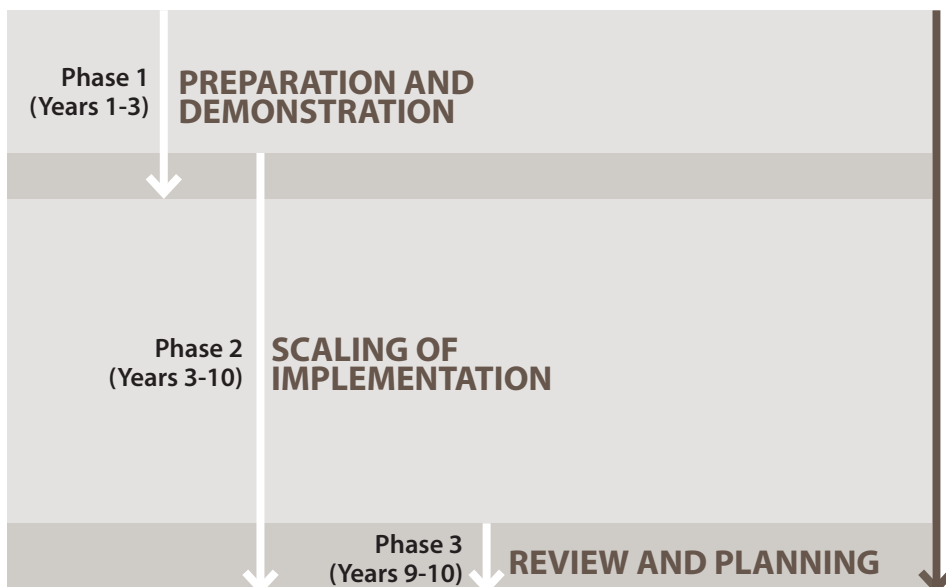 Phase 1
(Years 1-3)
PREPARATION AND
DEMONSTRATION
Phase 2
(Years 3-10)
SCALING OF
IMPLEMENTATION
Phase 3
(Years 9-10)
REVIEW AND PLANNING